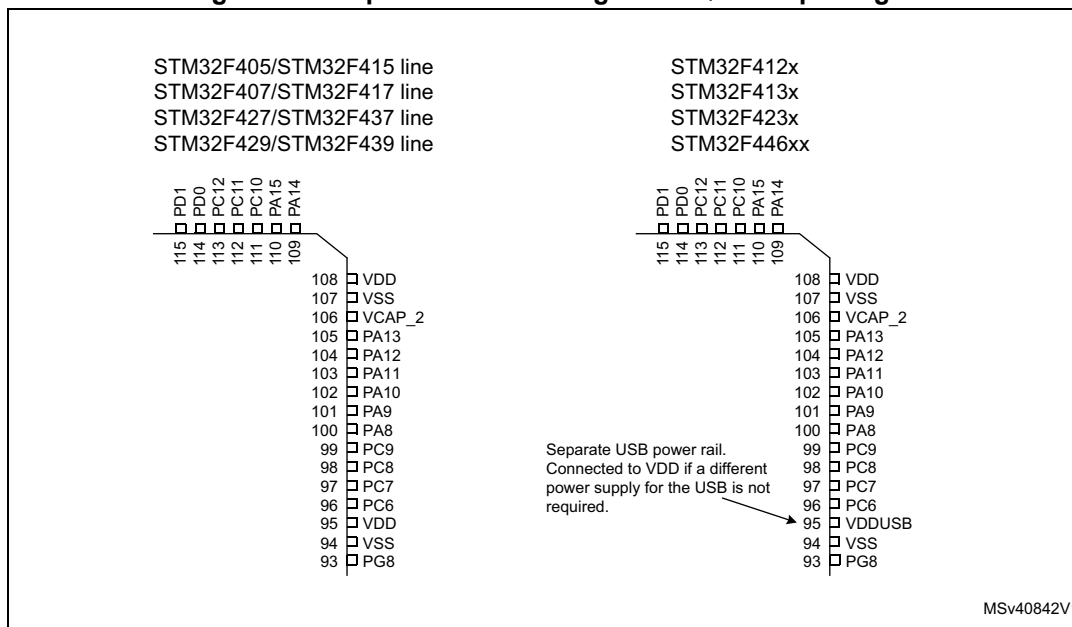 STM32F405/STM32F415 line
STM32F407/STM32F417 line
STM32F427/STM32F437 line
STM32F429/STM32F439 line
PD1
PD0
PC12
PC11
PC10
PA15
PA14
115
114
113
112
111
110
109
108 VDD
107 VSS
106 VCAP_2
105 PA13
104 PA12
103 PA11
102 PA10
101 PA9
100 PA8
99 PC9
98 PC8
97 PC7
96 PC6
95 VDD
94 VSS
93 PG8
STM32F412x
STM32F413x
STM32F423x
STM32F446xx
PD1
PD0
PC12
PC11
PC10
PA15
PA14
115
114
113
112
111
110
109
108 VDD
107 VSS
106 VCAP_2
105 PA13
104 PA12
103 PA11
102 PA10
101 PA9
100 PA8
99 PC9
98 PC8
97 PC7
96 PC6
95 VDDUSB
94 VSS
93 PG8
Separate USB power rail.
Connected to VDD if a different
power supply for the USB is not
required.
MSv40842V